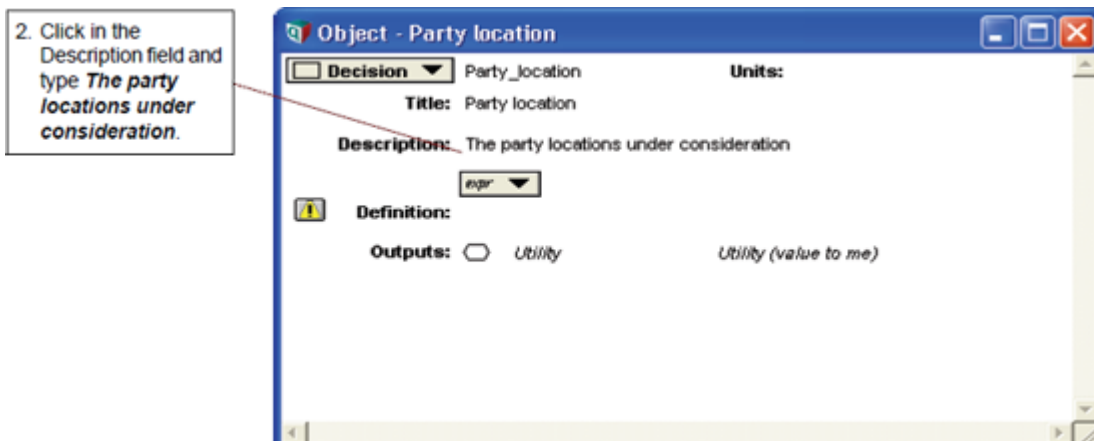 2. Click in the
Description field and
type The party
locations under
consideration.
Object - Party location
Decision Party_location Units:
Title: Party location
Description: The party locations under consideration
expr
Definition:
Outputs: Utility Utility (value to me)